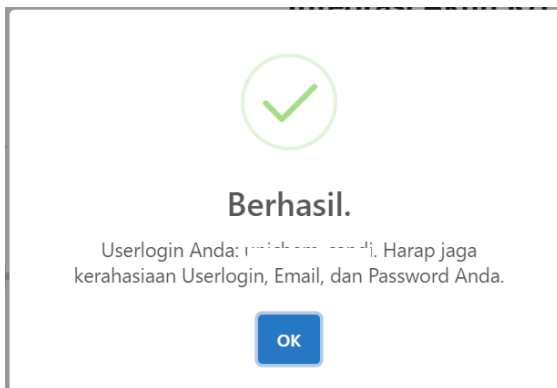 Berhasil.
Userlogin Anda: Harap jaga
kerahasiaan Userlogin, Email, dan Password Anda.
OK